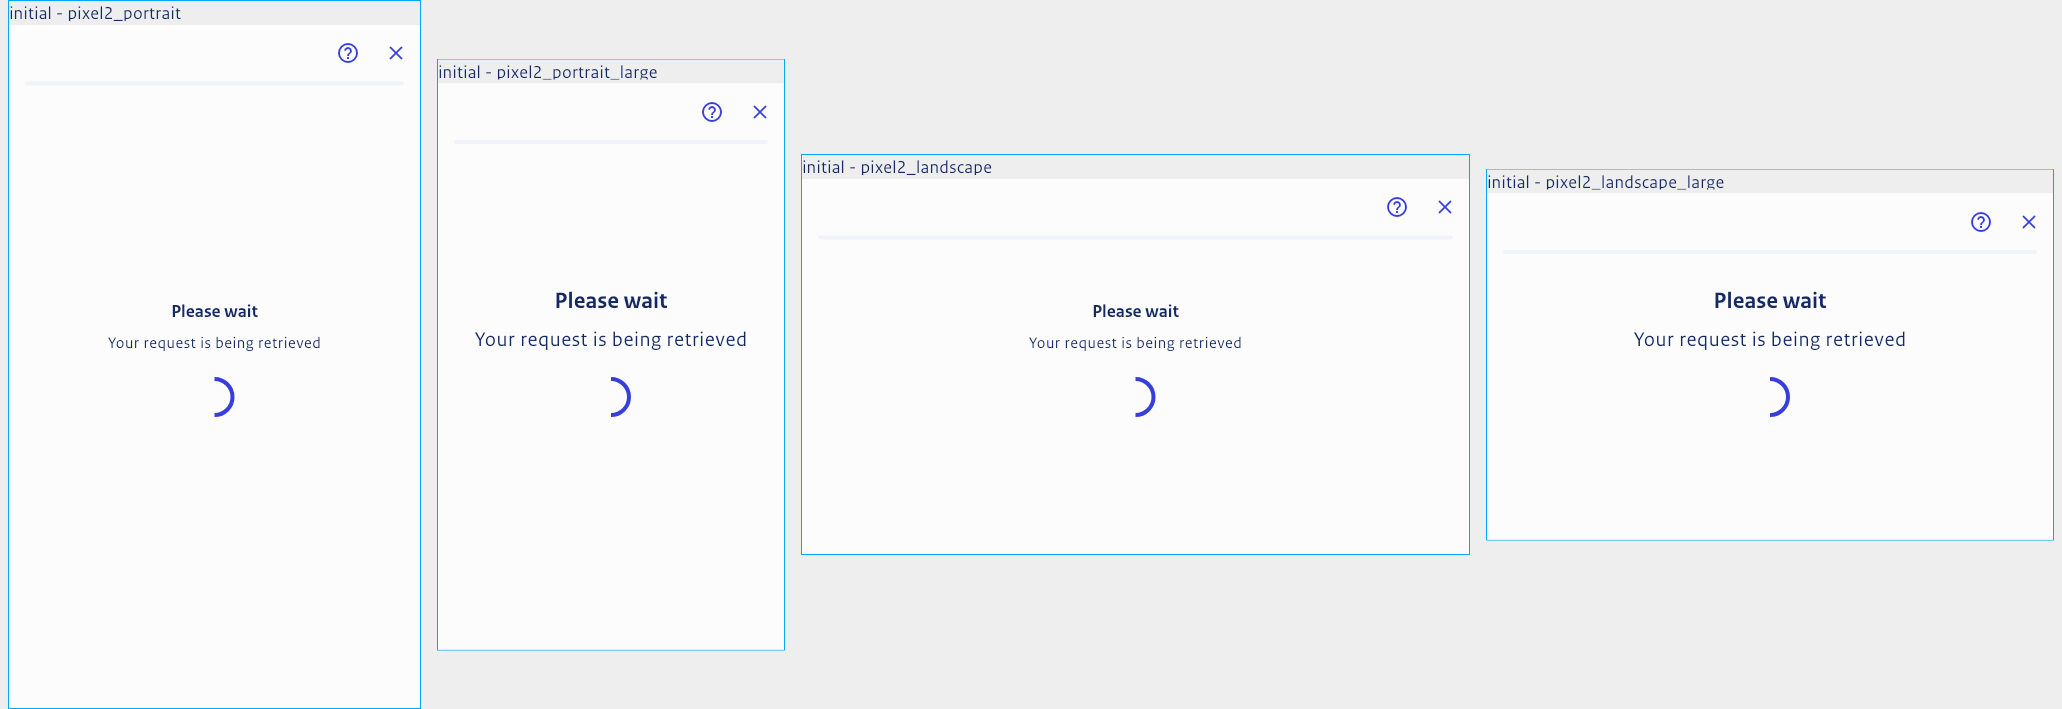 initial - pixel2_portrait
Please wait
Your request is being retrieved
initial - pixel2_portrait_large
Please wait
Your request is being retrieved
initial - pixel2_landscape
Please wait
Your request is being retrieved
initial - pixel2_landscape_large
Please wait
Your request is being retrieved